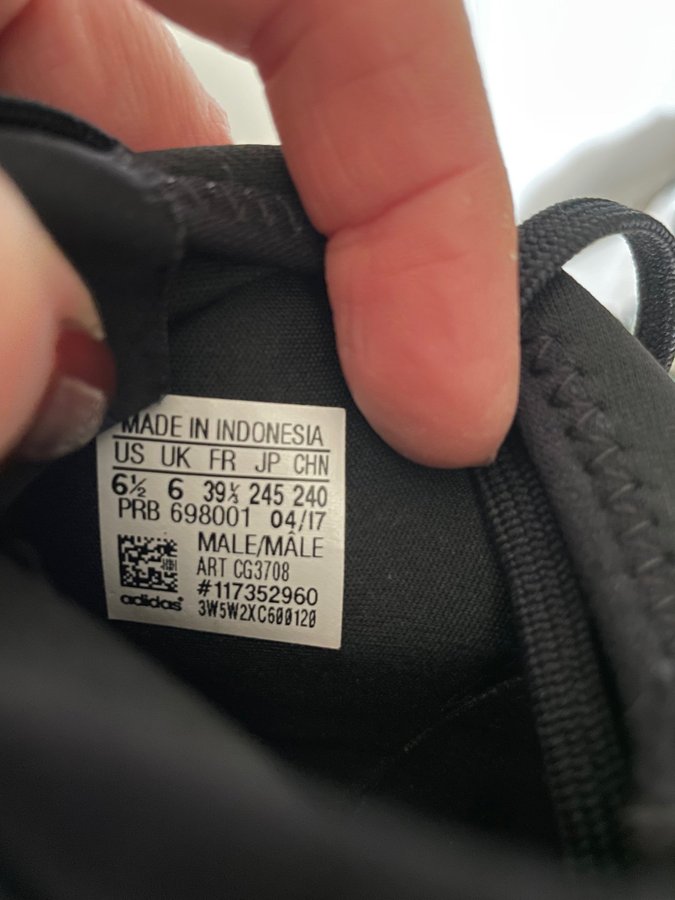 MADE IN INDONESIA
US UK FR JP CHN
6½ 6 39⅓ 245 240
PRB 698001 04/17
MALE/MÂLE
ART CG3708
#117352960
adidas® 3W5W2XC600120